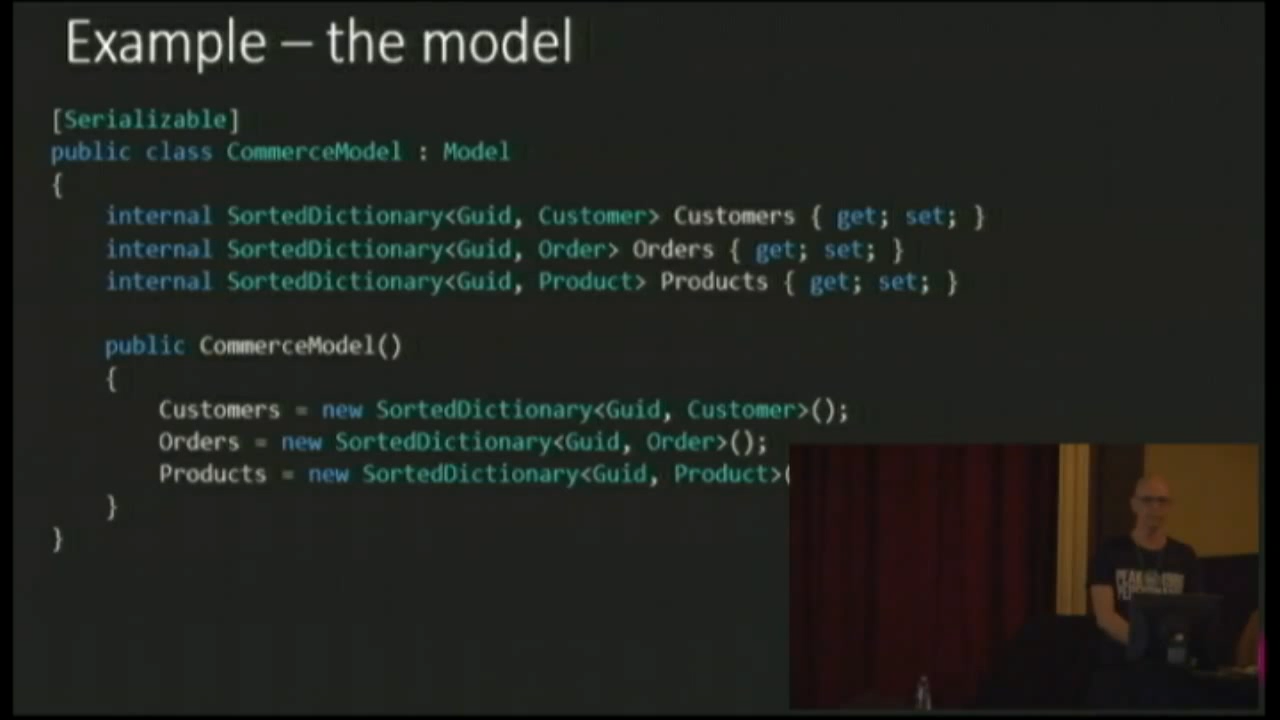 Example – the model
[Serializable]
public class CommerceModel : Model
{
internal SortedDictionary<Guid, Customer> Customers { get; set; }
internal SortedDictionary<Guid, Order> Orders { get; set; }
internal SortedDictionary<Guid, Product> Products { get; set; }
public CommerceModel()
{
Customers = new SortedDictionary<Guid, Customer>();
Orders = new SortedDictionary<Guid, Order>();
Products = new SortedDictionary<Guid, Product>(
}
}
PEAK